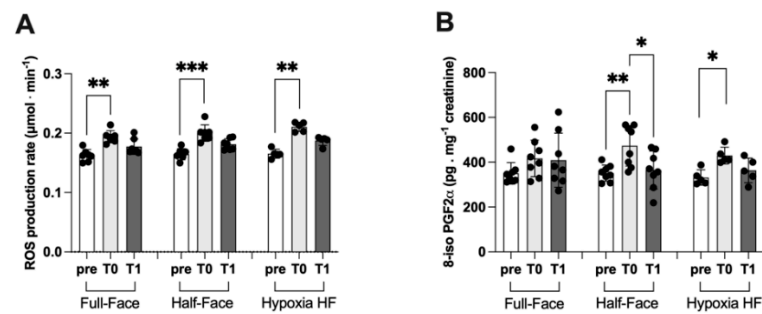 A
ROS production rate (μmol · min⁻¹)
0.3
0.2
0.1
0.0
** *** **
pre T0 T1 pre T0 T1 pre T0 T1
Full-Face Half-Face Hypoxia HF
B
8-iso PGF2α (pg . mg⁻¹ creatinine)
800
600
400
200
0
** * *
pre T0 T1 pre T0 T1 pre T0 T1
Full-Face Half-Face Hypoxia HF